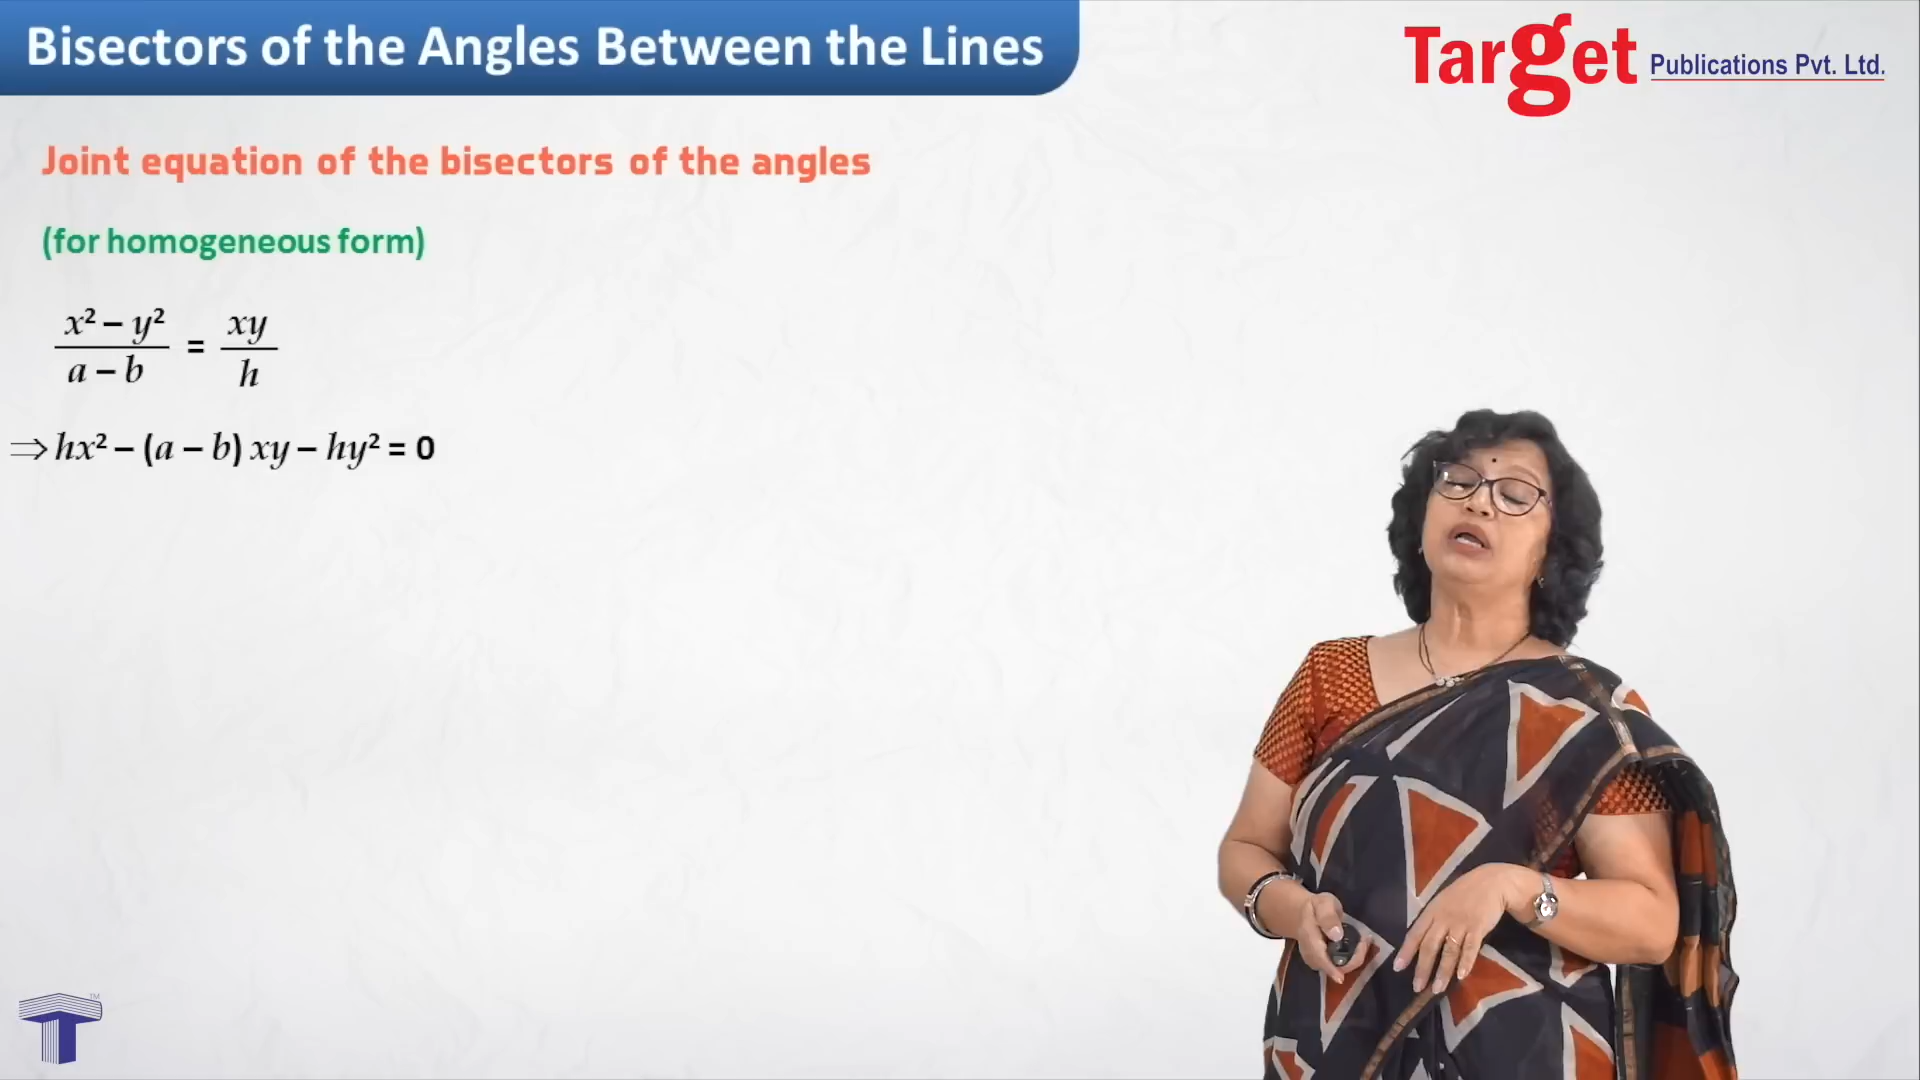 Bisectors of the Angles Between the Lines
Target Publications Pvt. Ltd.
Joint equation of the bisectors of the angles
(for homogeneous form)
x² – y² / a – b = xy / h
⇒ hx² – (a – b) xy – hy² = 0
T™